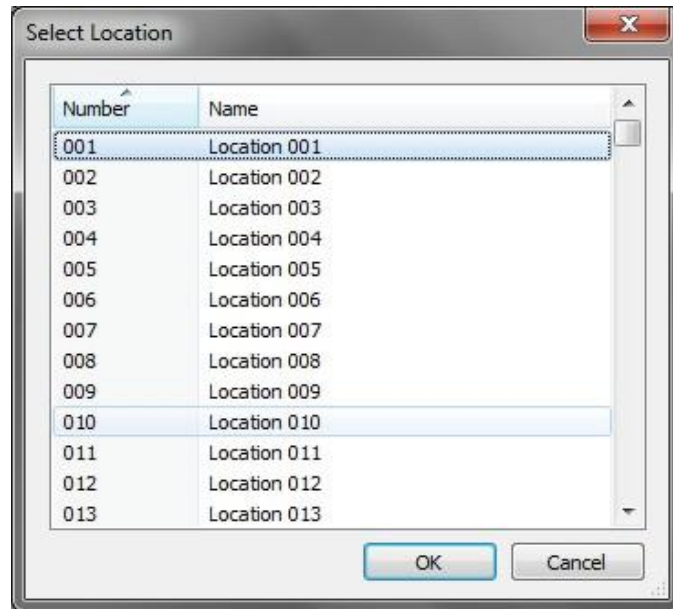 Select Location
Number Name
001 Location 001
002 Location 002
003 Location 003
004 Location 004
005 Location 005
006 Location 006
007 Location 007
008 Location 008
009 Location 009
010 Location 010
011 Location 011
012 Location 012
013 Location 013
OK Cancel